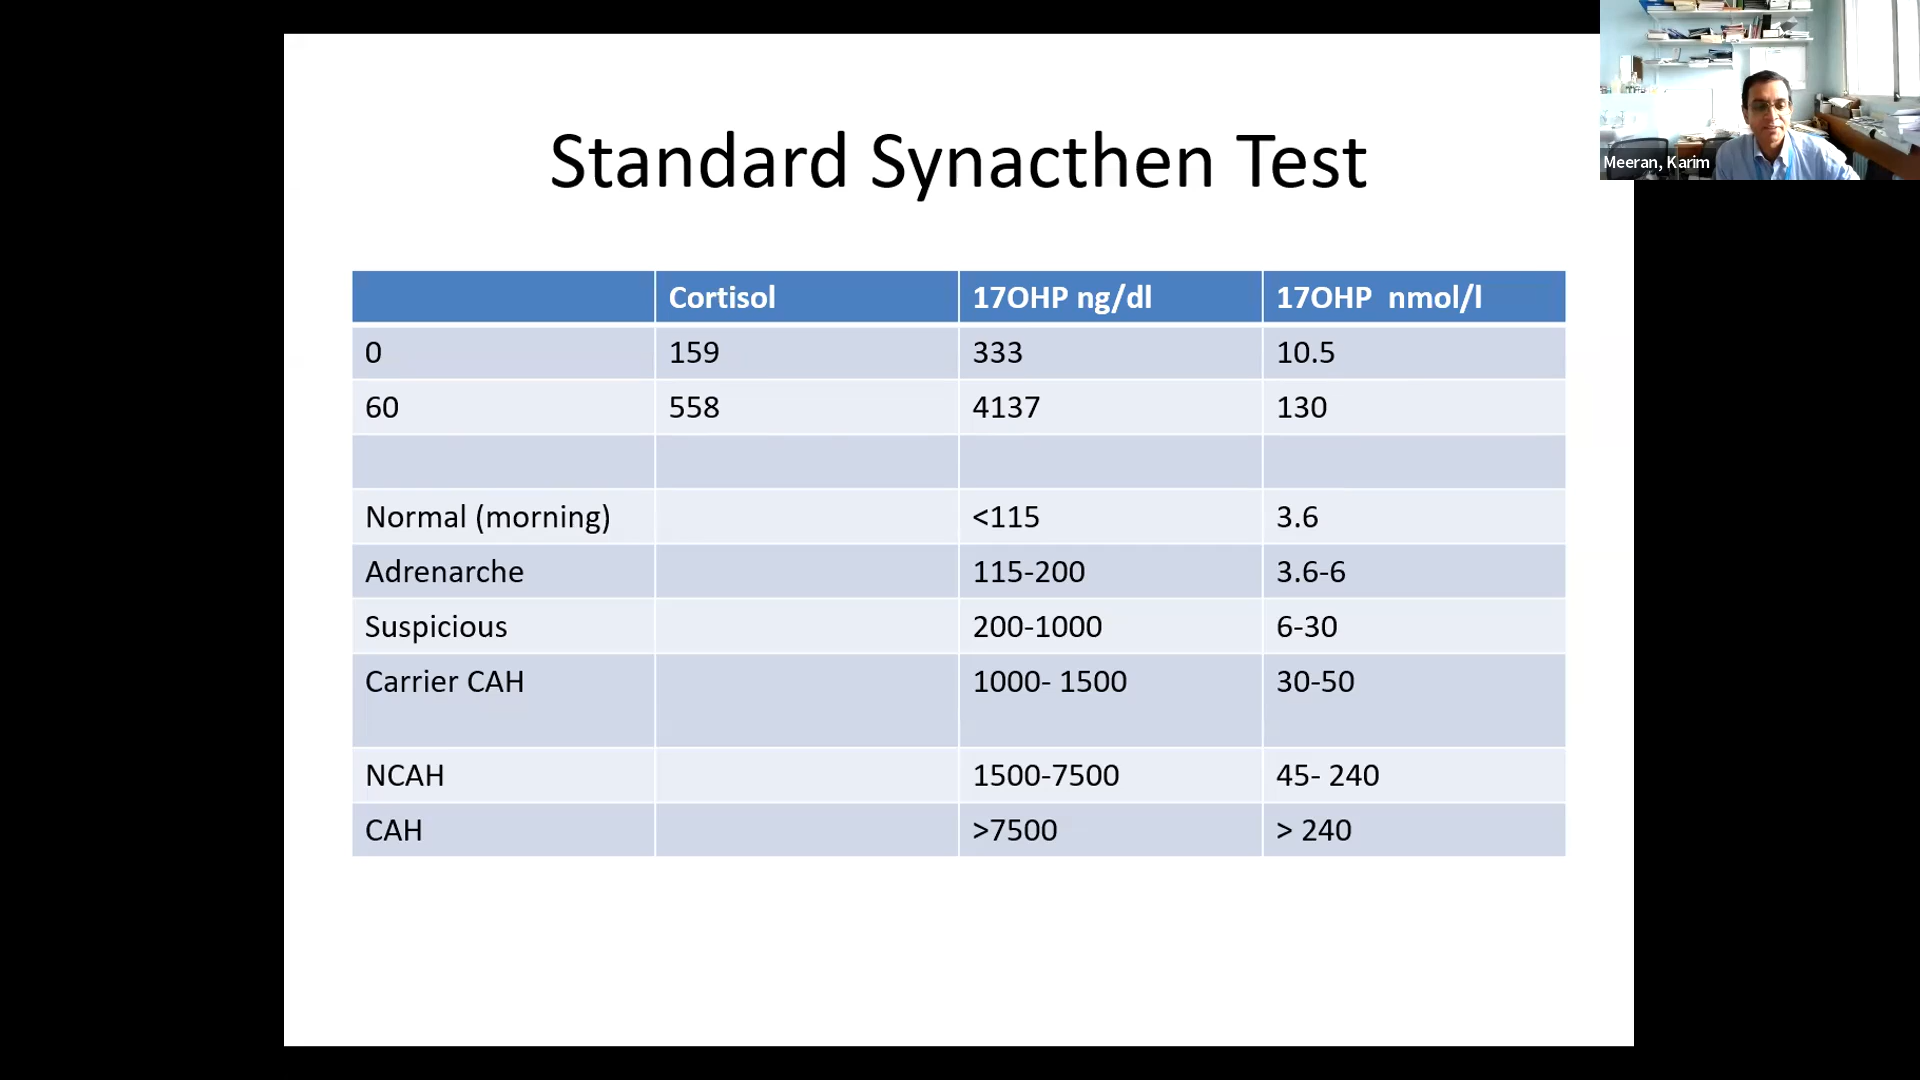 Standard Synacthen Test
Meeran, Karim
Cortisol 17OHP ng/dl 17OHP  nmol/l
0 159 333 10.5
60 558 4137 130
Normal (morning) <115 3.6
Adrenarche 115-200 3.6-6
Suspicious 200-1000 6-30
Carrier CAH 1000- 1500 30-50
NCAH 1500-7500 45- 240
CAH >7500 > 240